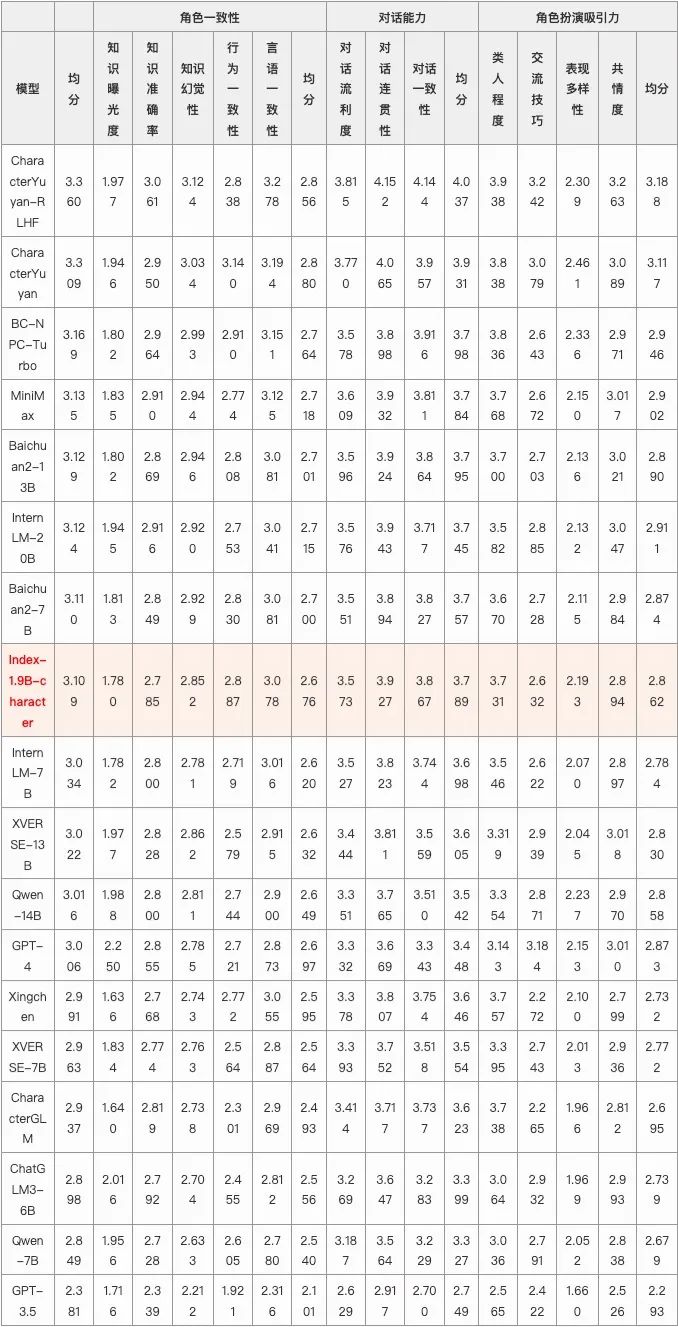 角色一致性 对话能力 角色扮演吸引力
模型 均分 知识曝光度 知识准确率 知识幻觉性 行为一致性 言语一致性 均分 对话流利度 对话连贯性 对话一致性 均分 类人程度 交流技巧 表现多样性 共情度 均分
CharacterYuyan-RLHF 3.360 1.977 3.061 3.124 2.838 3.278 2.856 3.815 4.152 4.144 4.037 3.938 3.242 2.309 3.263 3.188
CharacterYuyan 3.309 1.946 2.950 3.034 3.140 3.194 2.880 3.770 4.065 3.957 3.931 3.838 3.079 2.461 3.089 3.117
BC-NPC-Turbo 3.169 1.802 2.964 2.993 2.910 3.151 2.764 3.578 3.898 3.916 3.798 3.836 2.643 2.336 2.971 2.946
MiniMax 3.135 1.835 2.910 2.944 2.774 3.125 2.718 3.609 3.932 3.811 3.784 3.768 2.672 2.150 3.017 2.902
Baichuan2-13B 3.129 1.802 2.869 2.946 2.808 3.081 2.701 3.596 3.924 3.864 3.795 3.700 2.703 2.136 3.021 2.890
InternLM-20B 3.124 1.945 2.916 2.920 2.753 3.041 2.715 3.576 3.943 3.717 3.745 3.582 2.885 2.132 3.047 2.911
Baichuan2-7B 3.110 1.813 2.849 2.929 2.830 3.081 2.700 3.551 3.894 3.827 3.757 3.670 2.728 2.115 2.984 2.874
Index-1.9B-character 3.109 1.780 2.785 2.852 2.887 3.078 2.676 3.573 3.927 3.867 3.789 3.731 2.632 2.193 2.894 2.862
InternLM-7B 3.034 1.782 2.800 2.781 2.719 3.016 2.620 3.527 3.823 3.744 3.698 3.546 2.622 2.070 2.897 2.784
XVERSE-13B 3.022 1.977 2.828 2.862 2.579 2.915 2.632 3.444 3.811 3.559 3.605 3.319 2.939 2.045 3.018 2.830
Qwen-14B 3.016 1.988 2.800 2.811 2.744 2.900 2.649 3.351 3.765 3.510 3.542 3.354 2.871 2.237 2.970 2.858
GPT-4 3.006 2.250 2.855 2.785 2.721 2.873 2.697 3.332 3.669 3.343 3.448 3.143 3.184 2.153 3.010 2.873
Xingchen 2.991 1.636 2.768 2.743 2.772 3.055 2.595 3.378 3.807 3.754 3.646 3.757 2.272 2.100 2.799 2.732
XVERSE-7B 2.963 1.834 2.774 2.763 2.564 2.887 2.564 3.393 3.752 3.518 3.554 3.395 2.743 2.013 2.936 2.772
CharacterGLM 2.937 1.640 2.819 2.738 2.301 2.969 2.493 3.414 3.717 3.737 3.623 3.738 2.265 1.966 2.812 2.695
ChatGLM3-6B 2.898 2.016 2.792 2.704 2.455 2.812 2.556 3.269 3.647 3.283 3.399 3.064 2.932 1.969 2.993 2.739
Qwen-7B 2.849 1.956 2.728 2.633 2.605 2.780 2.540 3.187 3.564 3.229 3.327 3.036 2.791 2.052 2.838 2.679
GPT-3.5 2.381 1.716 2.339 2.212 1.921 2.316 2.101 2.629 2.917 2.700 2.749 2.565 2.422 1.660 2.526 2.293